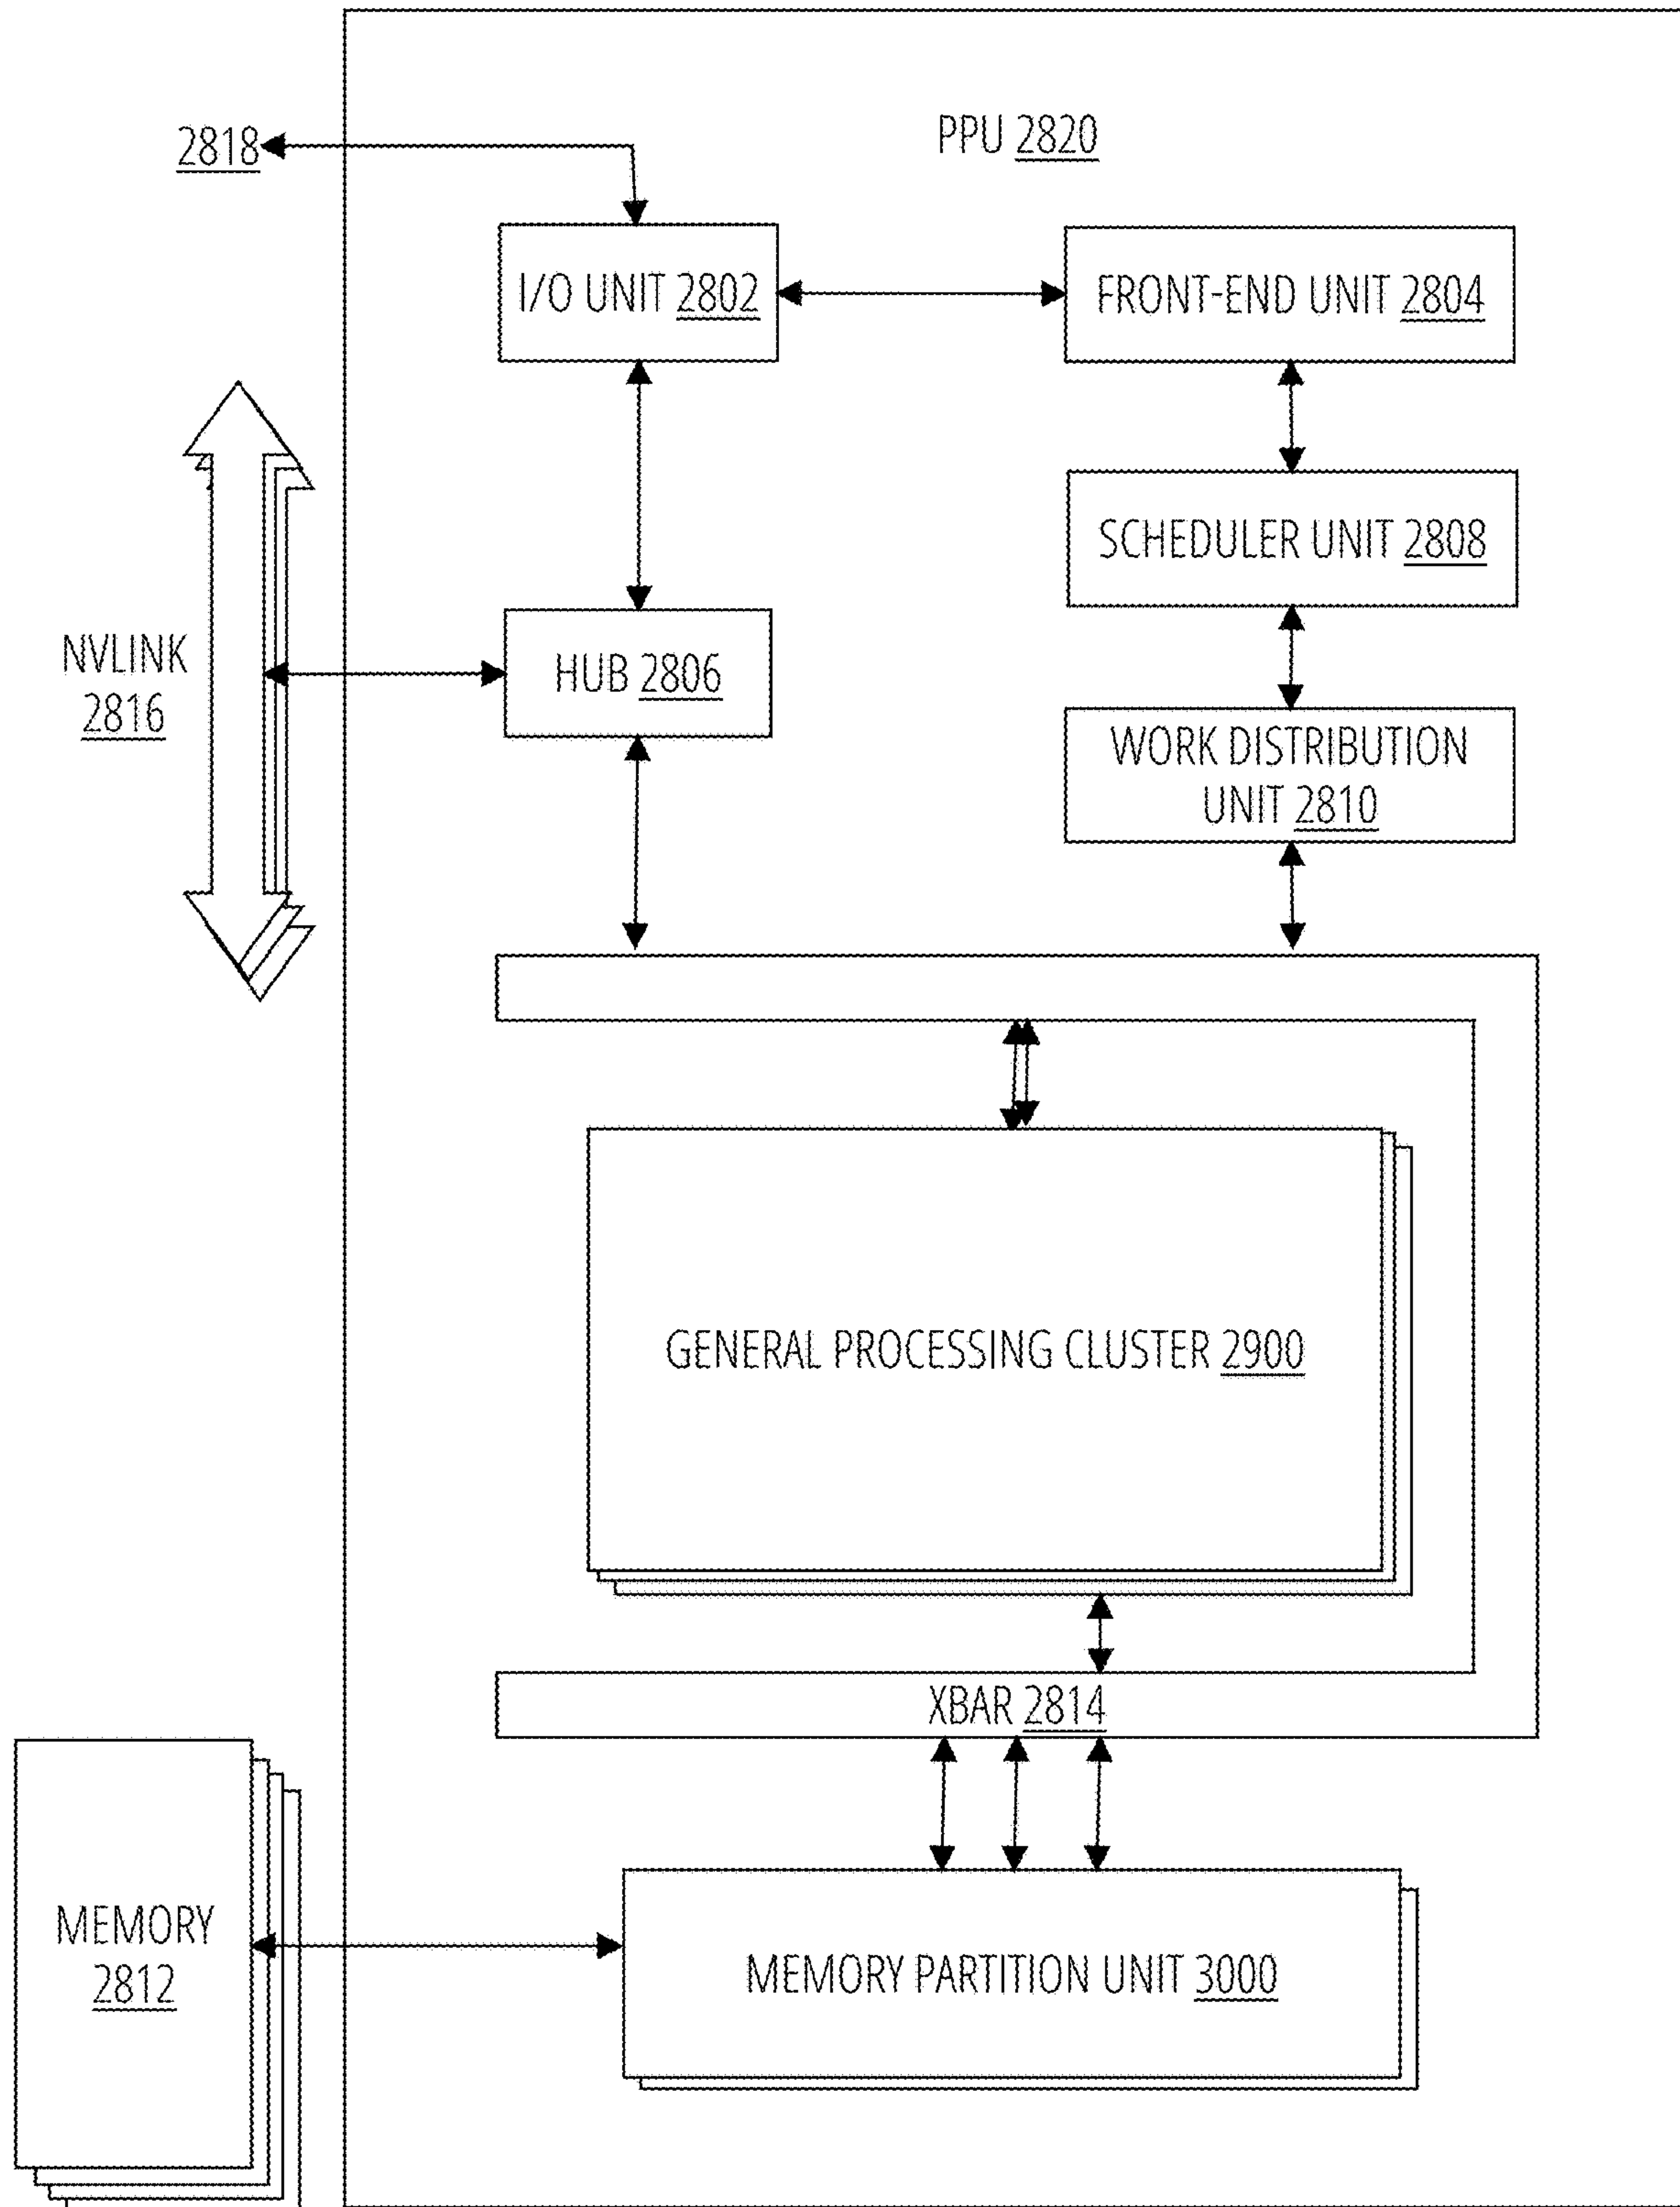 PPU 2820
2818
I/O UNIT 2802
FRONT-END UNIT 2804
SCHEDULER UNIT 2808
NVLINK
2816
HUB 2806
WORK DISTRIBUTION
UNIT 2810
GENERAL PROCESSING CLUSTER 2900
XBAR 2814
MEMORY
2812
MEMORY PARTITION UNIT 3000